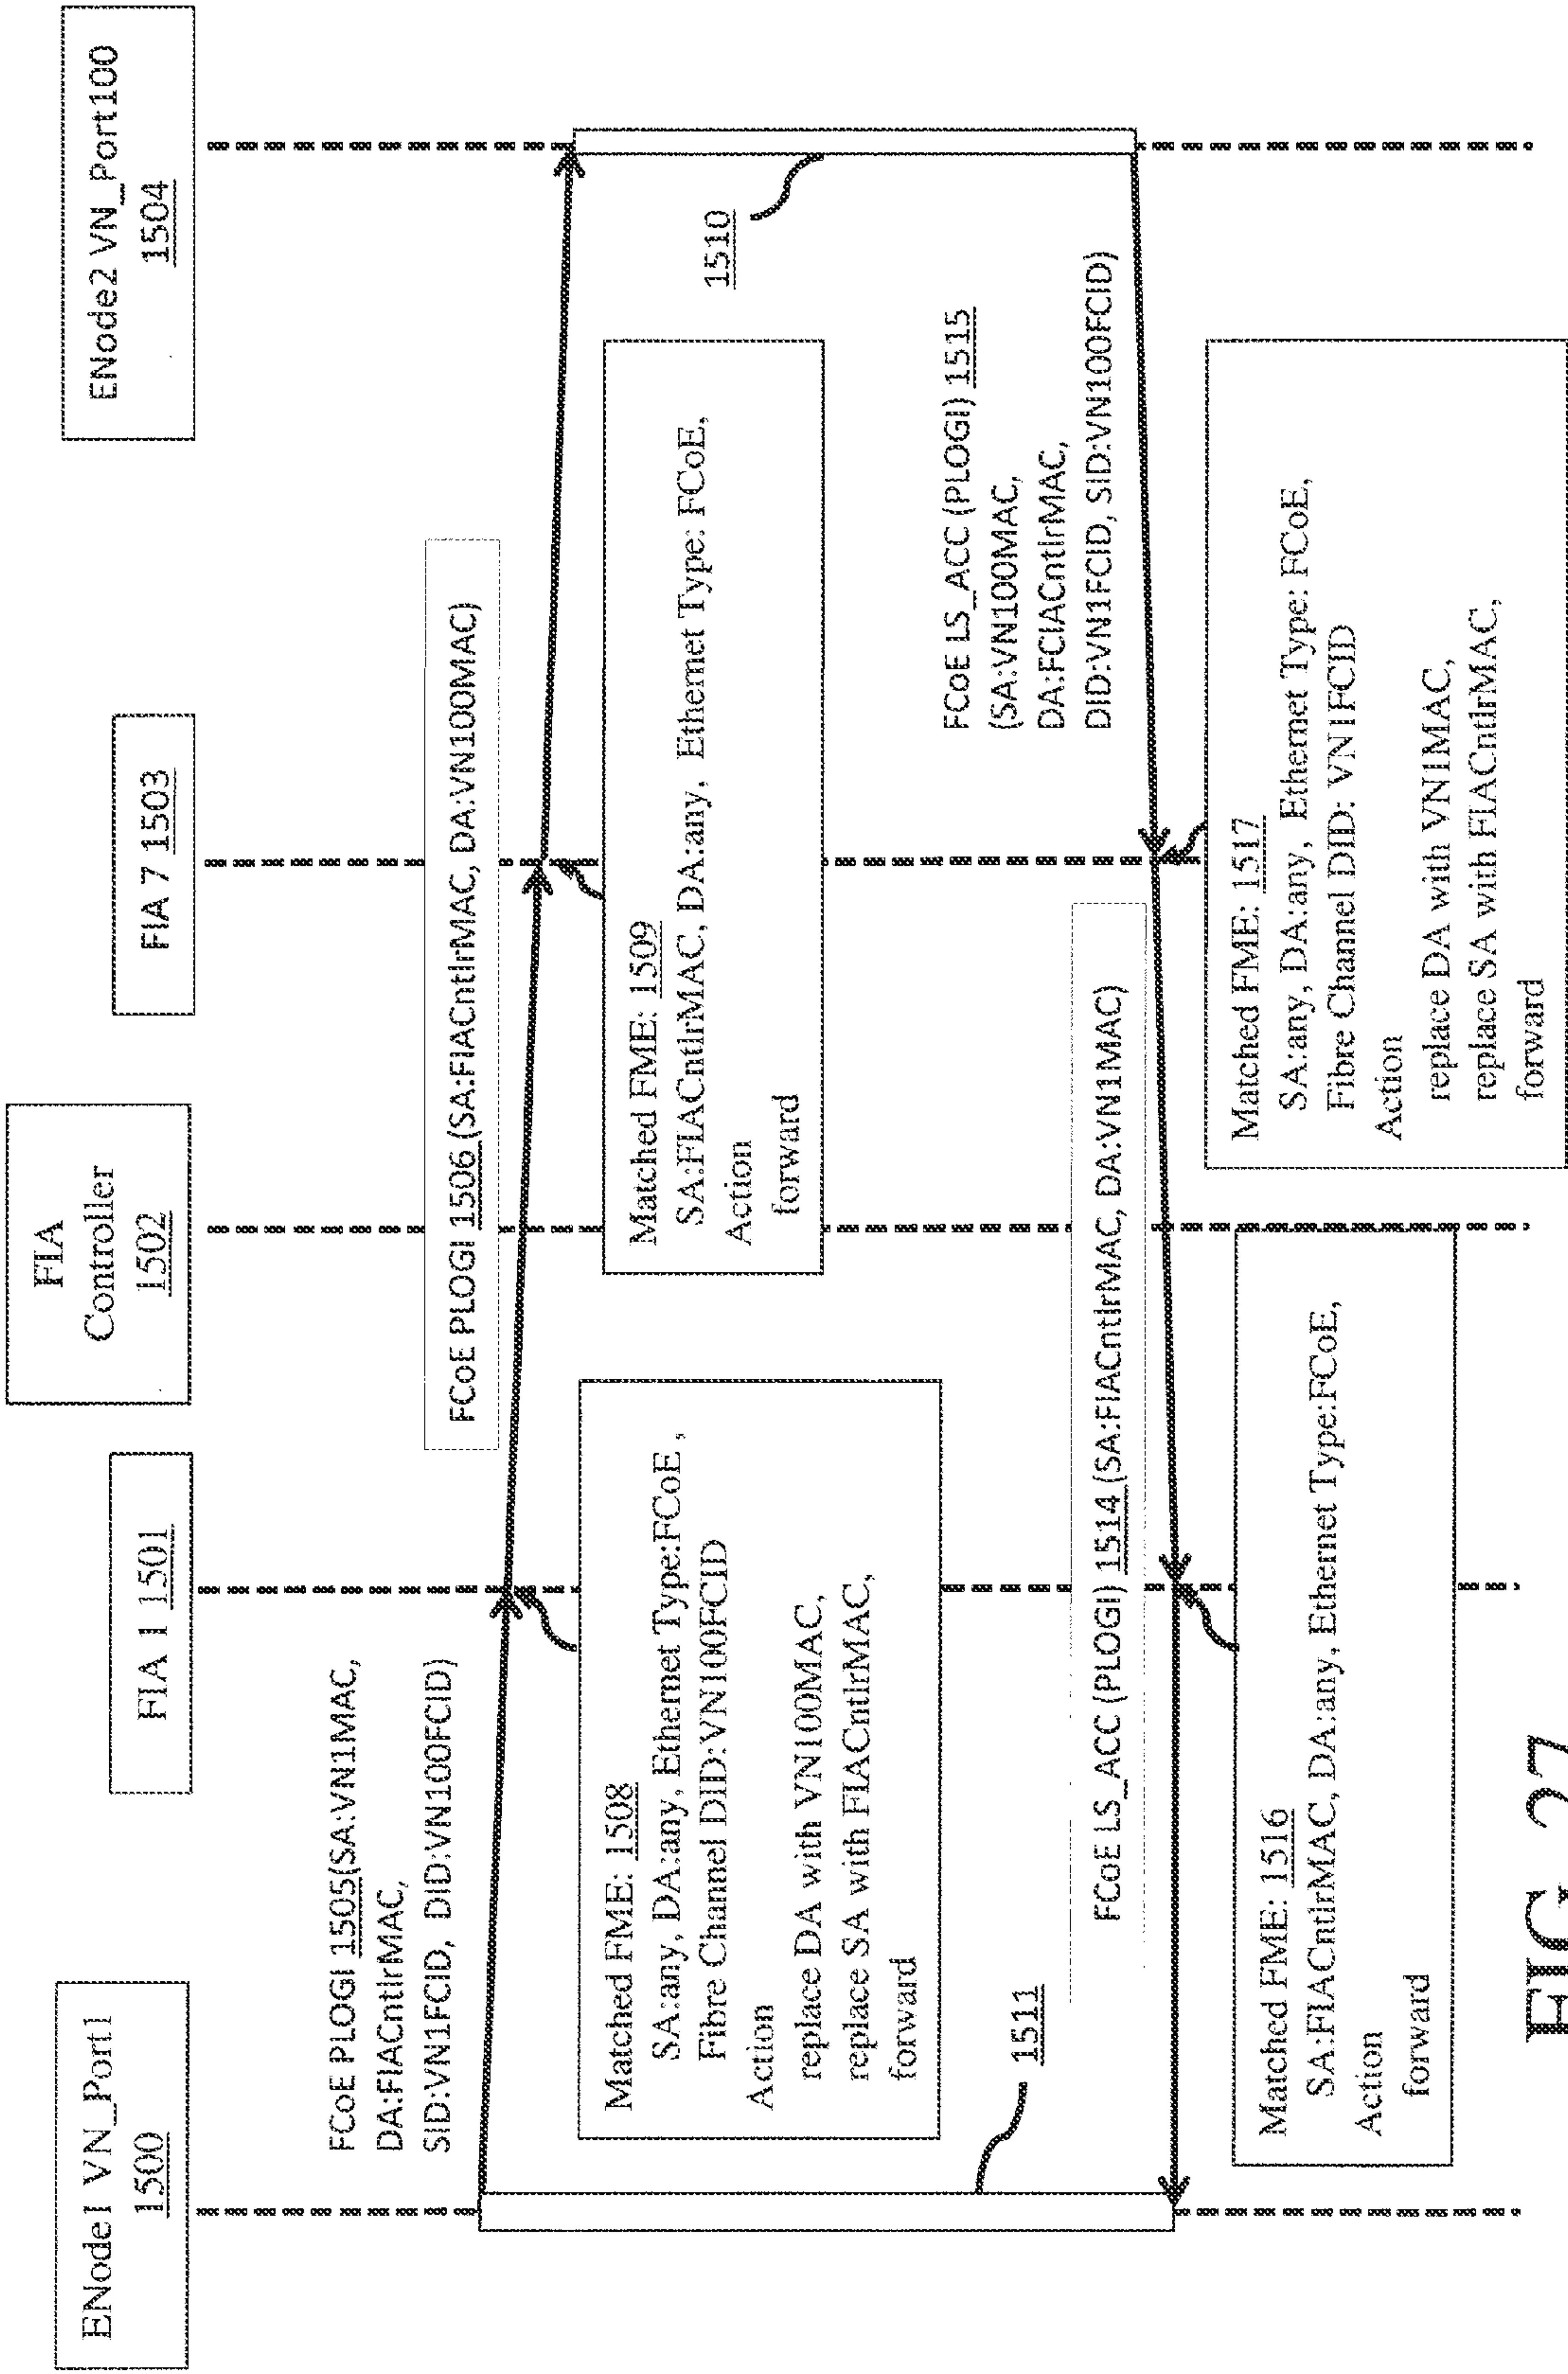 ENode1 VN_Port1
1500
FIA 1 1501
FIA
Controller
1502
FIA 7 1503
ENode2 VN_Port100
1504
FCoE PLOGI 1505(SA:VN1MAC,
DA:FIACntlrMAC,
SID:VN1FCID, DID:VN100FCID)
FCoE PLOGI 1506 (SA:FIACntlrMAC, DA:VN100MAC)
Matched FME: 1508
SA:any, DA:any, Ethernet Type:FCoE ,
Fibre Channel DID:VN100FCID
Action
replace DA with VN100MAC,
replace SA with FIACntlrMAC,
forward
Matched FME: 1509
SA:FIACntlrMAC, DA:any, Ethernet Type: FCoE,
Action
forward
1510
1511
FCoE LS_ACC (PLOGI) 1515
(SA:VN100MAC,
DA:FCIACntlrMAC,
DID:VN1FCID, SID:VN100FCID)
FCoE LS_ACC (PLOGI) 1514 (SA:FIACntlrMAC, DA:VN1MAC)
Matched FME: 1516
SA:FIACntlrMAC, DA:any, Ethernet Type:FCoE,
Action
forward
Matched FME: 1517
SA:any, DA:any, Ethernet Type: FCoE,
Fibre Channel DID: VN1FCID
Action
replace DA with VN1MAC,
replace SA with FIACntlrMAC,
forward
FIG. 27